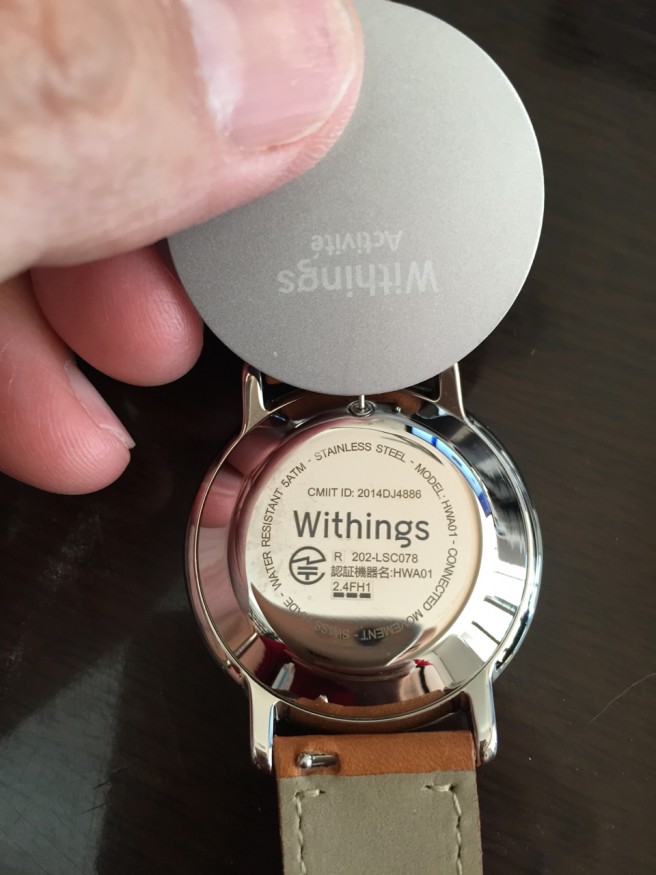 Withings
Activité
WATER RESISTANT 5ATM - STAINLESS STEEL - MODEL: HWA01 - CONNECTED MOVEMENT -
CMIIT ID: 2014DJ4886
Withings
R 202-LSC078
認証機器名:HWA01
2.4FH1